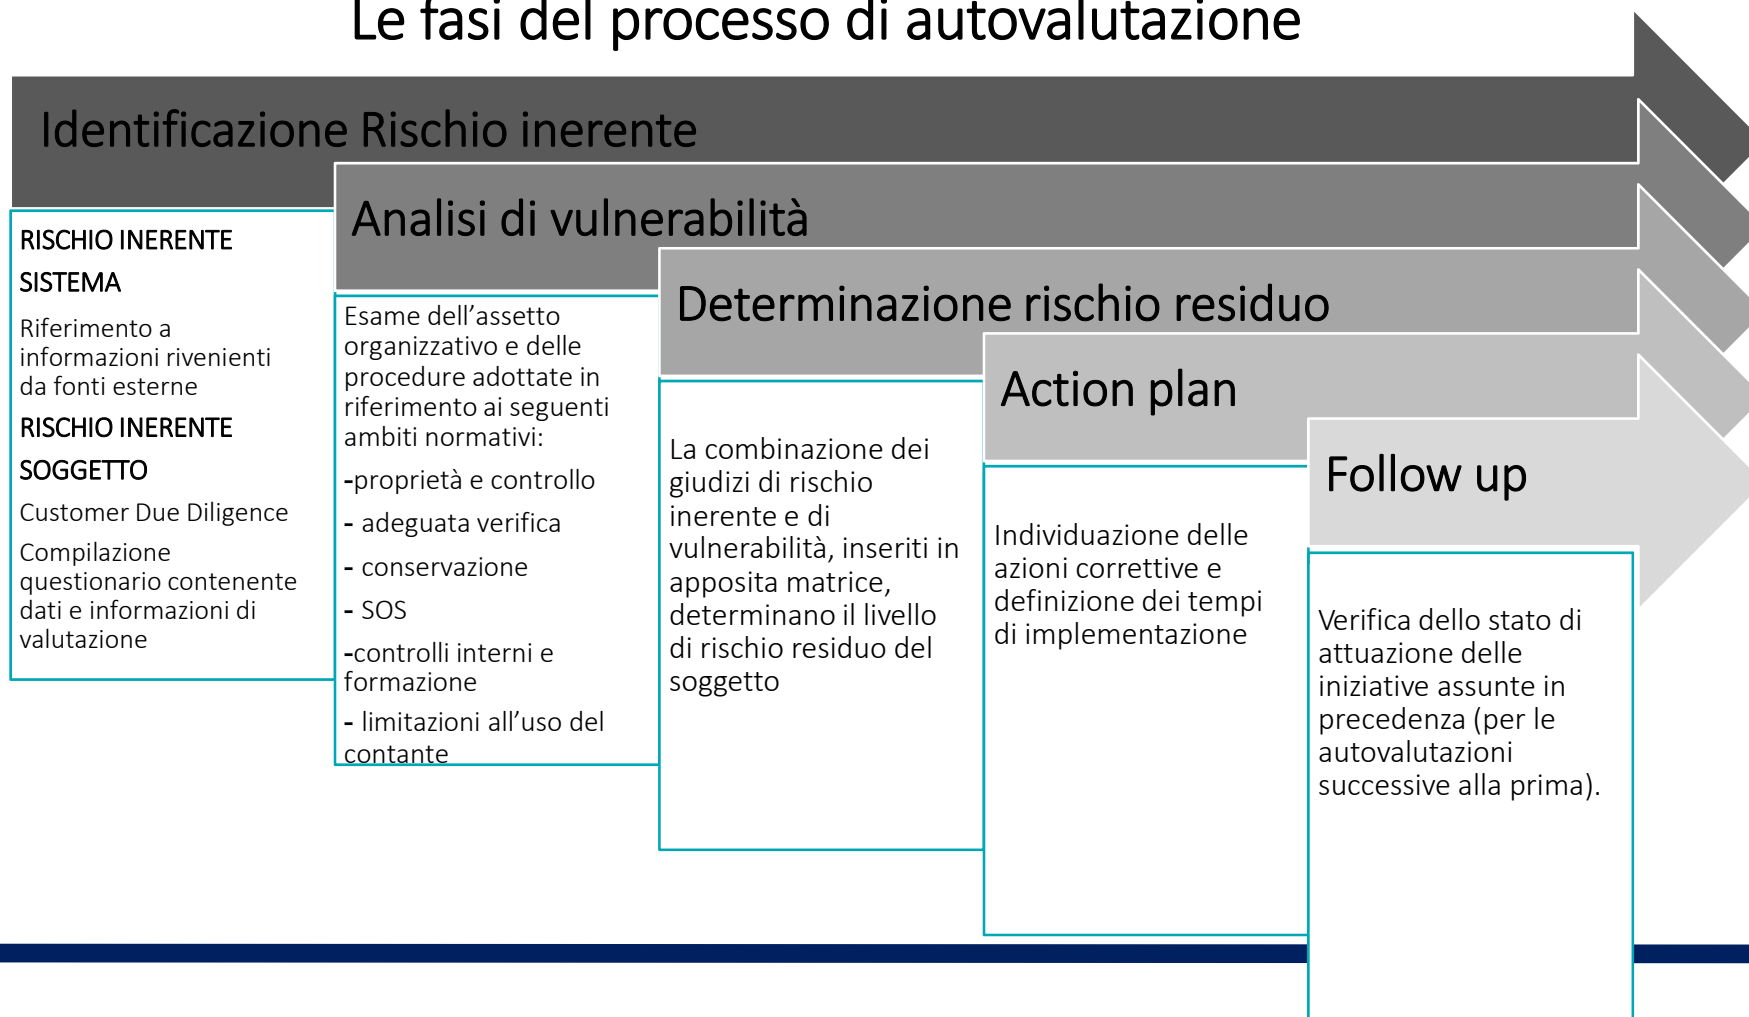 Le fasi del processo di autovalutazione
Identificazione Rischio inerente
RISCHIO INERENTE
SISTEMA
Riferimento a
informazioni rivenienti
da fonti esterne
RISCHIO INERENTE
SOGGETTO
Customer Due Diligence
Compilazione
questionario contenente
dati e informazioni di
valutazione
Analisi di vulnerabilità
Esame dell’assetto
organizzativo e delle
procedure adottate in
riferimento ai seguenti
ambiti normativi:
-proprietà e controllo
- adeguata verifica
- conservazione
- SOS
-controlli interni e
formazione
- limitazioni all’uso del
contante
Determinazione rischio residuo
La combinazione dei
giudizi di rischio
inerente e di
vulnerabilità, inseriti in
apposita matrice,
determinano il livello
di rischio residuo del
soggetto
Action plan
Individuazione delle
azioni correttive e
definizione dei tempi
di implementazione
Follow up
Verifica dello stato di
attuazione delle
iniziative assunte in
precedenza (per le
autovalutazioni
successive alla prima).